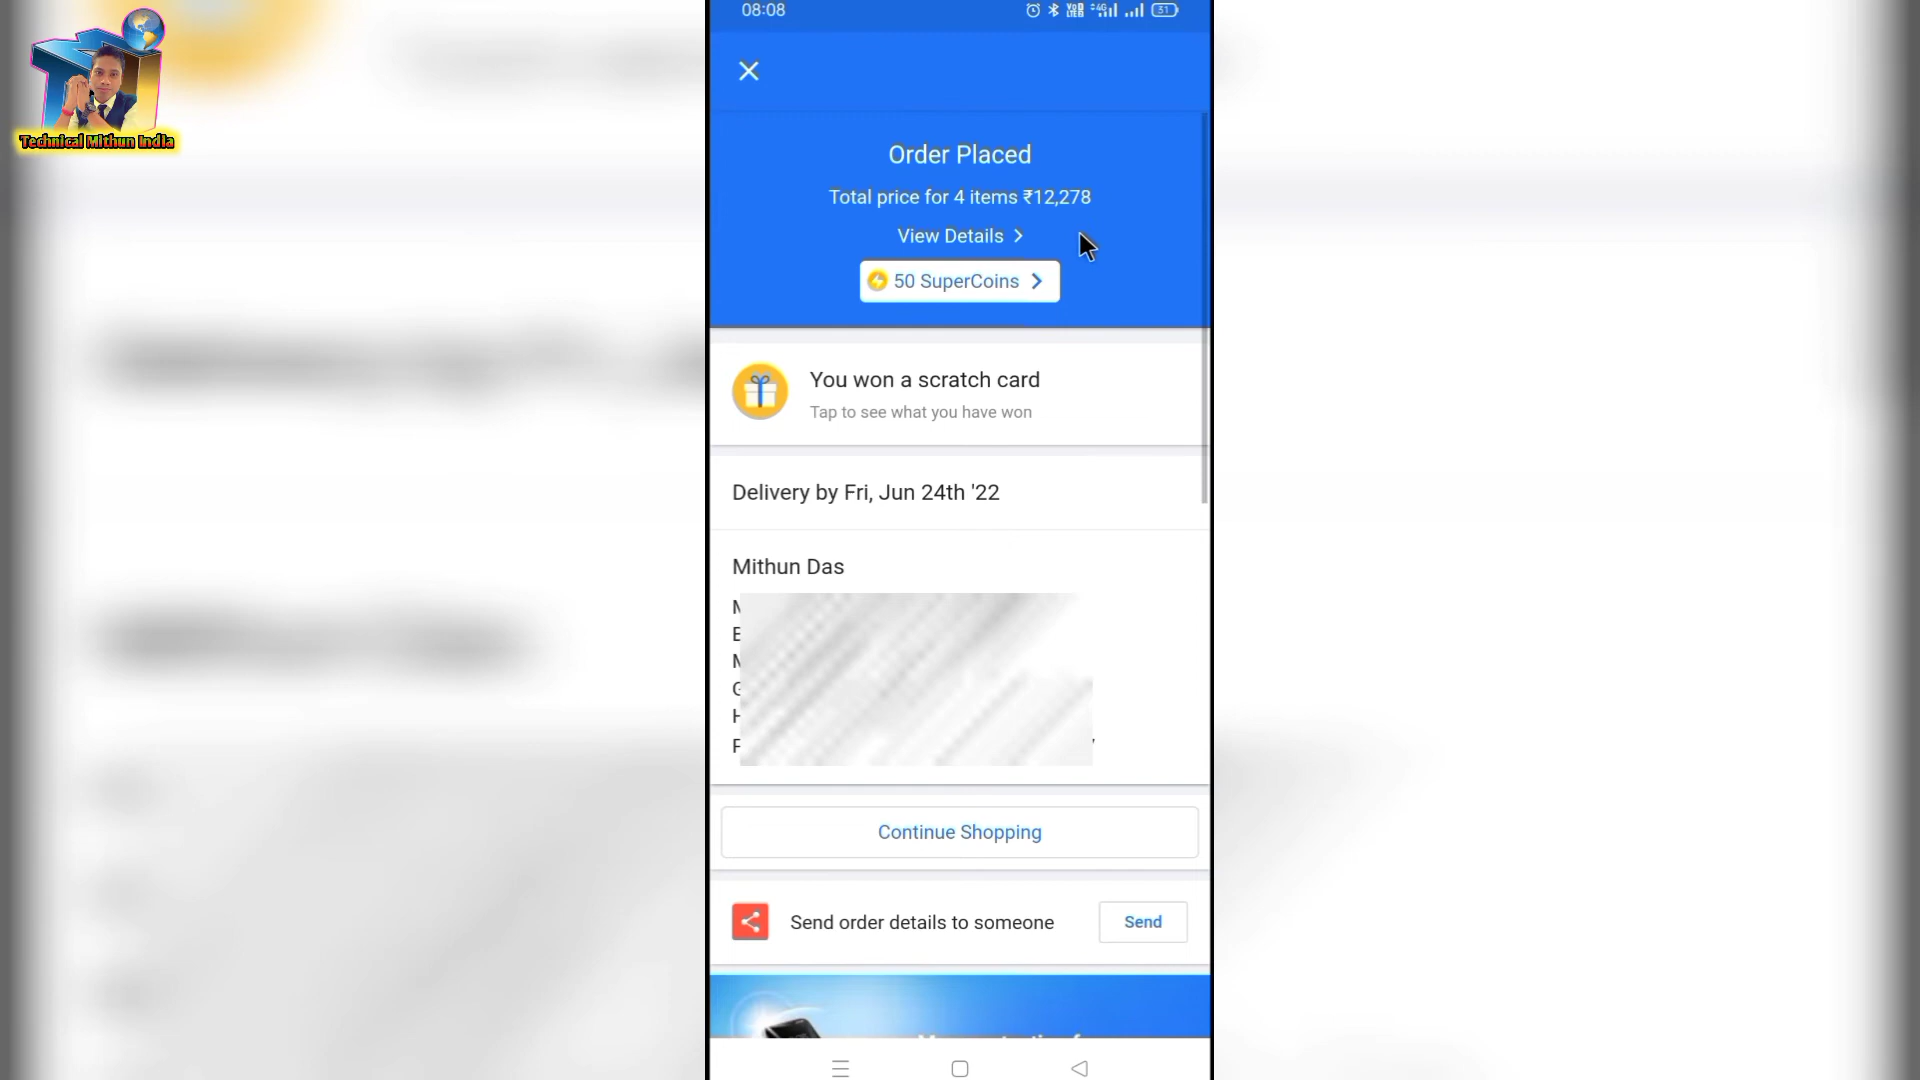 08:08
51
Technical Mithun India
Order Placed
Total price for 4 items ₹12,278
View Details
50 SuperCoins
You won a scratch card
Tap to see what you have won
Delivery by Fri, Jun 24th '22
Mithun Das
Continue Shopping
Send order details to someone
Send